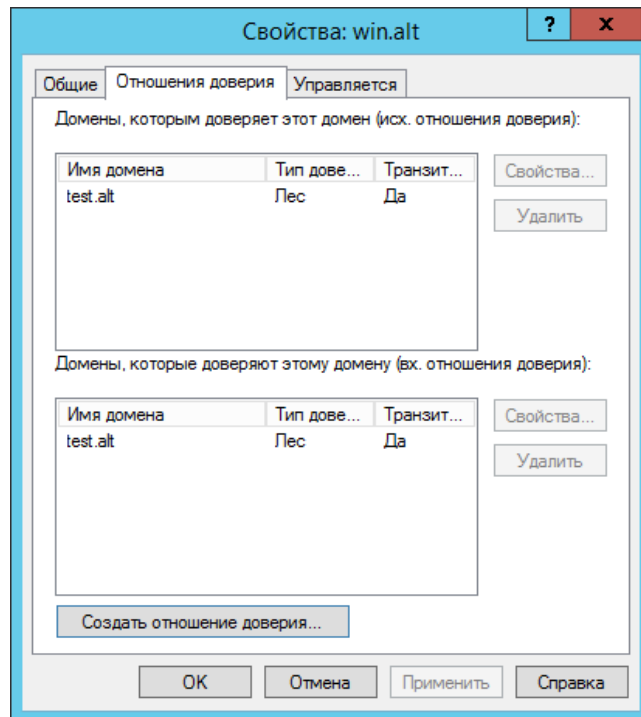 Свойства: win.alt
?
x
Общие Отношения доверия Управляется
Домены, которым доверяет этот домен (исх. отношения доверия):
Имя домена Тип дове... Транзит... Свойства...
test.alt Лес Да
Удалить
Домены, которые доверяют этому домену (вх. отношения доверия):
Имя домена Тип дове... Транзит... Свойства...
test.alt Лес Да
Удалить
Создать отношение доверия...
OK Отмена Применить Справка